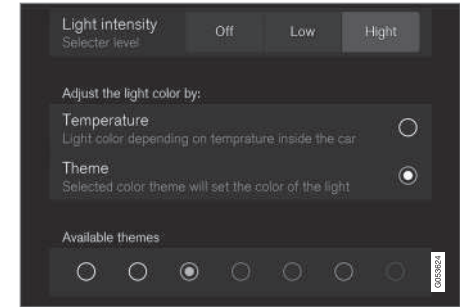 Light intensity
Selecter level
Off Low Hight
Adjust the light color by:
Temperature
Light color depending on temprature inside the car
Theme
Selected color theme will set the color of the light
Available themes
G053624